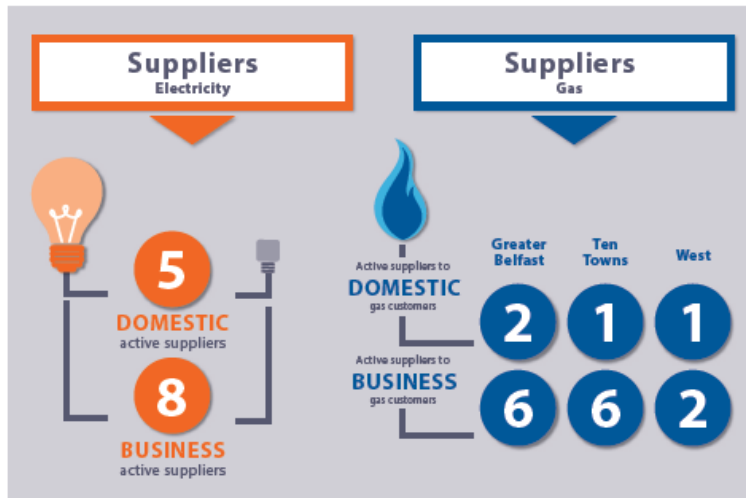 Suppliers
Electricity
5
DOMESTIC
active suppliers
8
BUSINESS
active suppliers
Suppliers
Gas
Greater
Belfast
Ten
Towns
West
Active suppliers to
DOMESTIC
gas customers
2 1 1
Active suppliers to
BUSINESS
gas customers
6 6 2